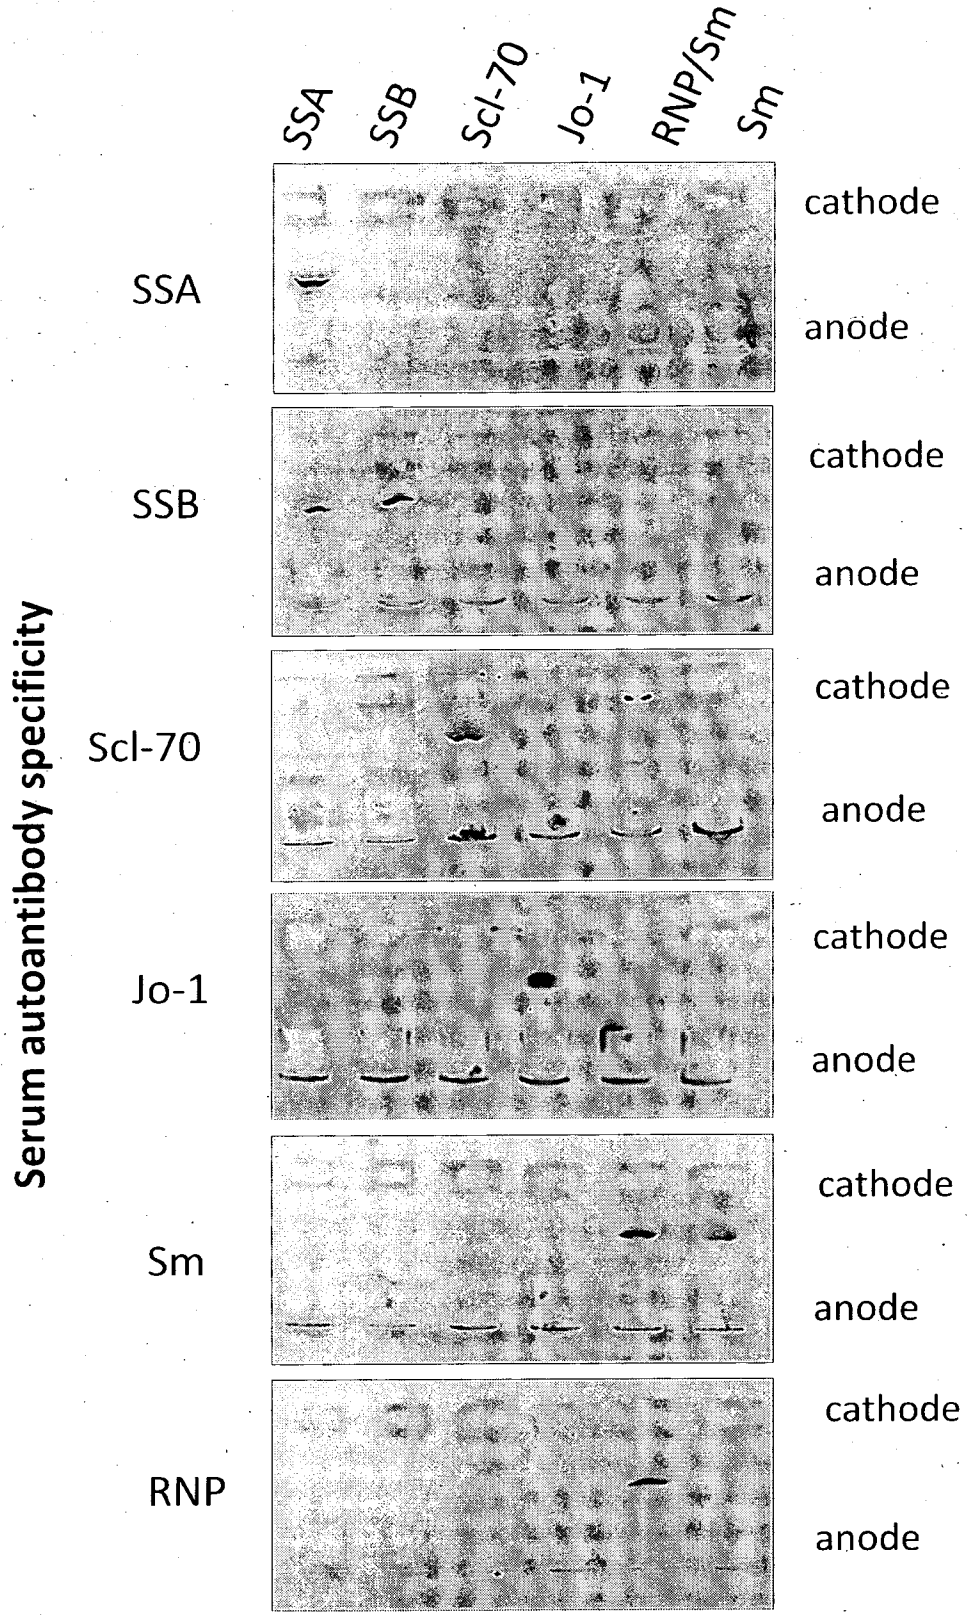 SSA SSB Scl-70 Jo-1 RNP/Sm Sm
cathode
SSA
anode
cathode
SSB
anode
Serum autoantibody specificity
cathode
Scl-70
anode
cathode
Jo-1
anode
cathode
Sm
anode
cathode
RNP
anode